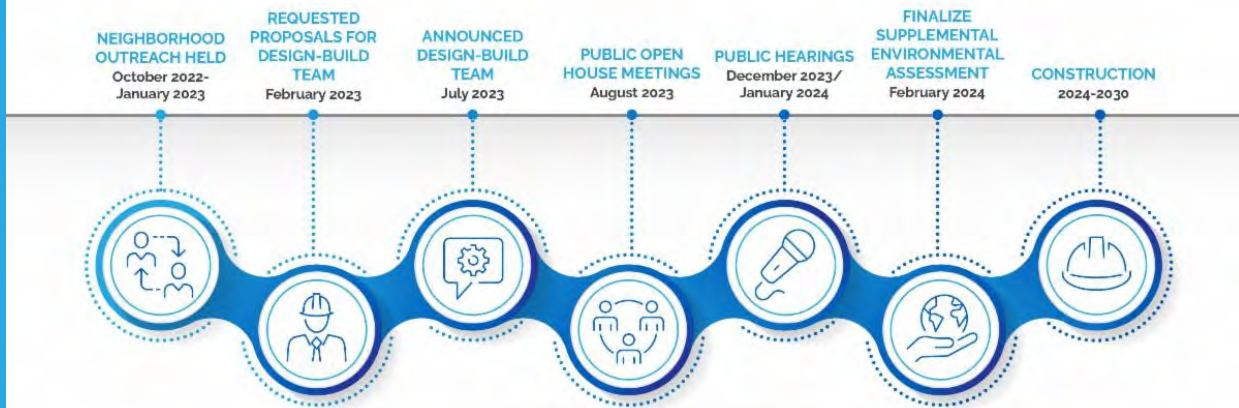 NEIGHBORHOOD
OUTREACH HELD
October 2022-
January 2023
REQUESTED
PROPOSALS FOR
DESIGN-BUILD
TEAM
February 2023
ANNOUNCED
DESIGN-BUILD
TEAM
July 2023
PUBLIC OPEN
HOUSE MEETINGS
August 2023
PUBLIC HEARINGS
December 2023/
January 2024
FINALIZE
SUPPLEMENTAL
ENVIRONMENTAL
ASSESSMENT
February 2024
CONSTRUCTION
2024-2030